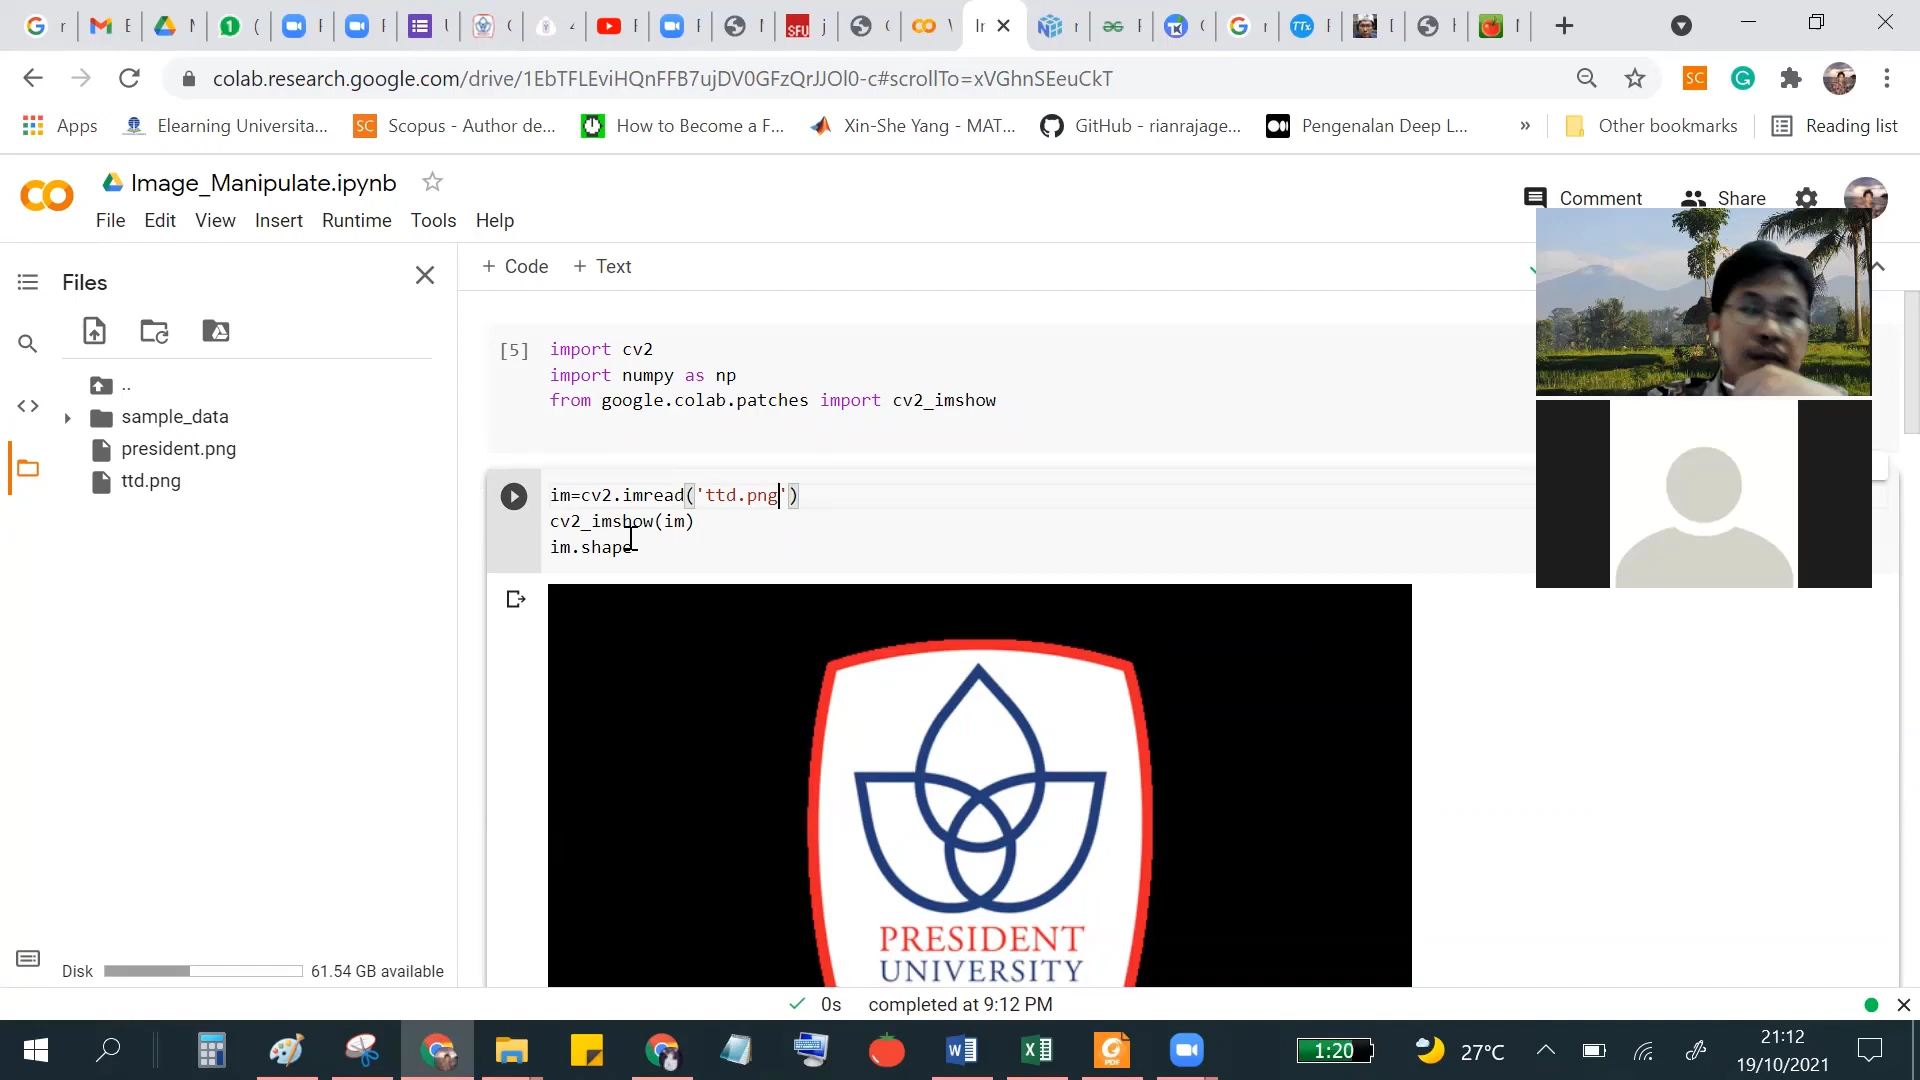 colab.research.google.com/drive/1EbTFLEviHQnFFB7ujDV0GFzQrJJOl0-c#scrollTo=xVGhnSEeuCkT
Apps
Elearning Universita...
Scopus - Author de...
How to Become a F...
Xin-She Yang - MAT...
GitHub - rianrajage...
Pengenalan Deep L...
»
Other bookmarks
Reading list
Image_Manipulate.ipynb
Comment
Share
File Edit View Insert Runtime Tools Help
Files
+ Code + Text
..
sample_data
president.png
ttd.png
[5]
import cv2
import numpy as np
from google.colab.patches import cv2_imshow
im=cv2.imread('ttd.png')
cv2_imshow(im)
im.shape
PRESIDENT
UNIVERSITY
Disk 61.54 GB available
0s completed at 9:12 PM
1:20
27°C
21:12
19/10/2021